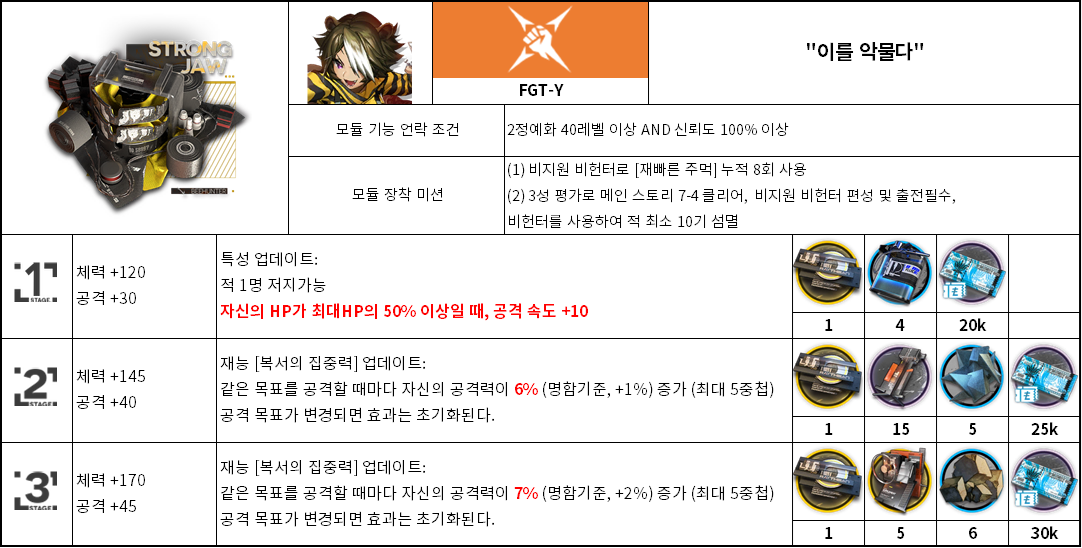 STRONG
JAW
BEEHUNTER
FGT-Y
"이를 악물다"
모듈 기능 언락 조건
2정예화 40레벨 이상 AND 신뢰도 100% 이상
모듈 장착 미션
(1) 비지원 비헌터로 [재빠른 주먹] 누적 8회 사용
(2) 3성 평가로 메인 스토리 7-4 클리어, 비지원 비헌터 편성 및 출전필수,
비헌터를 사용하여 적 최소 10기 섬멸
1
STAGE.
체력 +120
공격 +30
특성 업데이트:
적 1명 저지가능
자신의 HP가 최대HP의 50% 이상일 때, 공격 속도 +10
1 4 20k
2
STAGE.
체력 +145
공격 +40
재능 [복서의 집중력] 업데이트:
같은 목표를 공격할 때마다 자신의 공격력이 6% (명함기준, +1%) 증가 (최대 5중첩)
공격 목표가 변경되면 효과는 초기화된다.
1 15 5 25k
3
STAGE.
체력 +170
공격 +45
재능 [복서의 집중력] 업데이트:
같은 목표를 공격할 때마다 자신의 공격력이 7% (명함기준, +2%) 증가 (최대 5중첩)
공격 목표가 변경되면 효과는 초기화된다.
1 5 6 30k